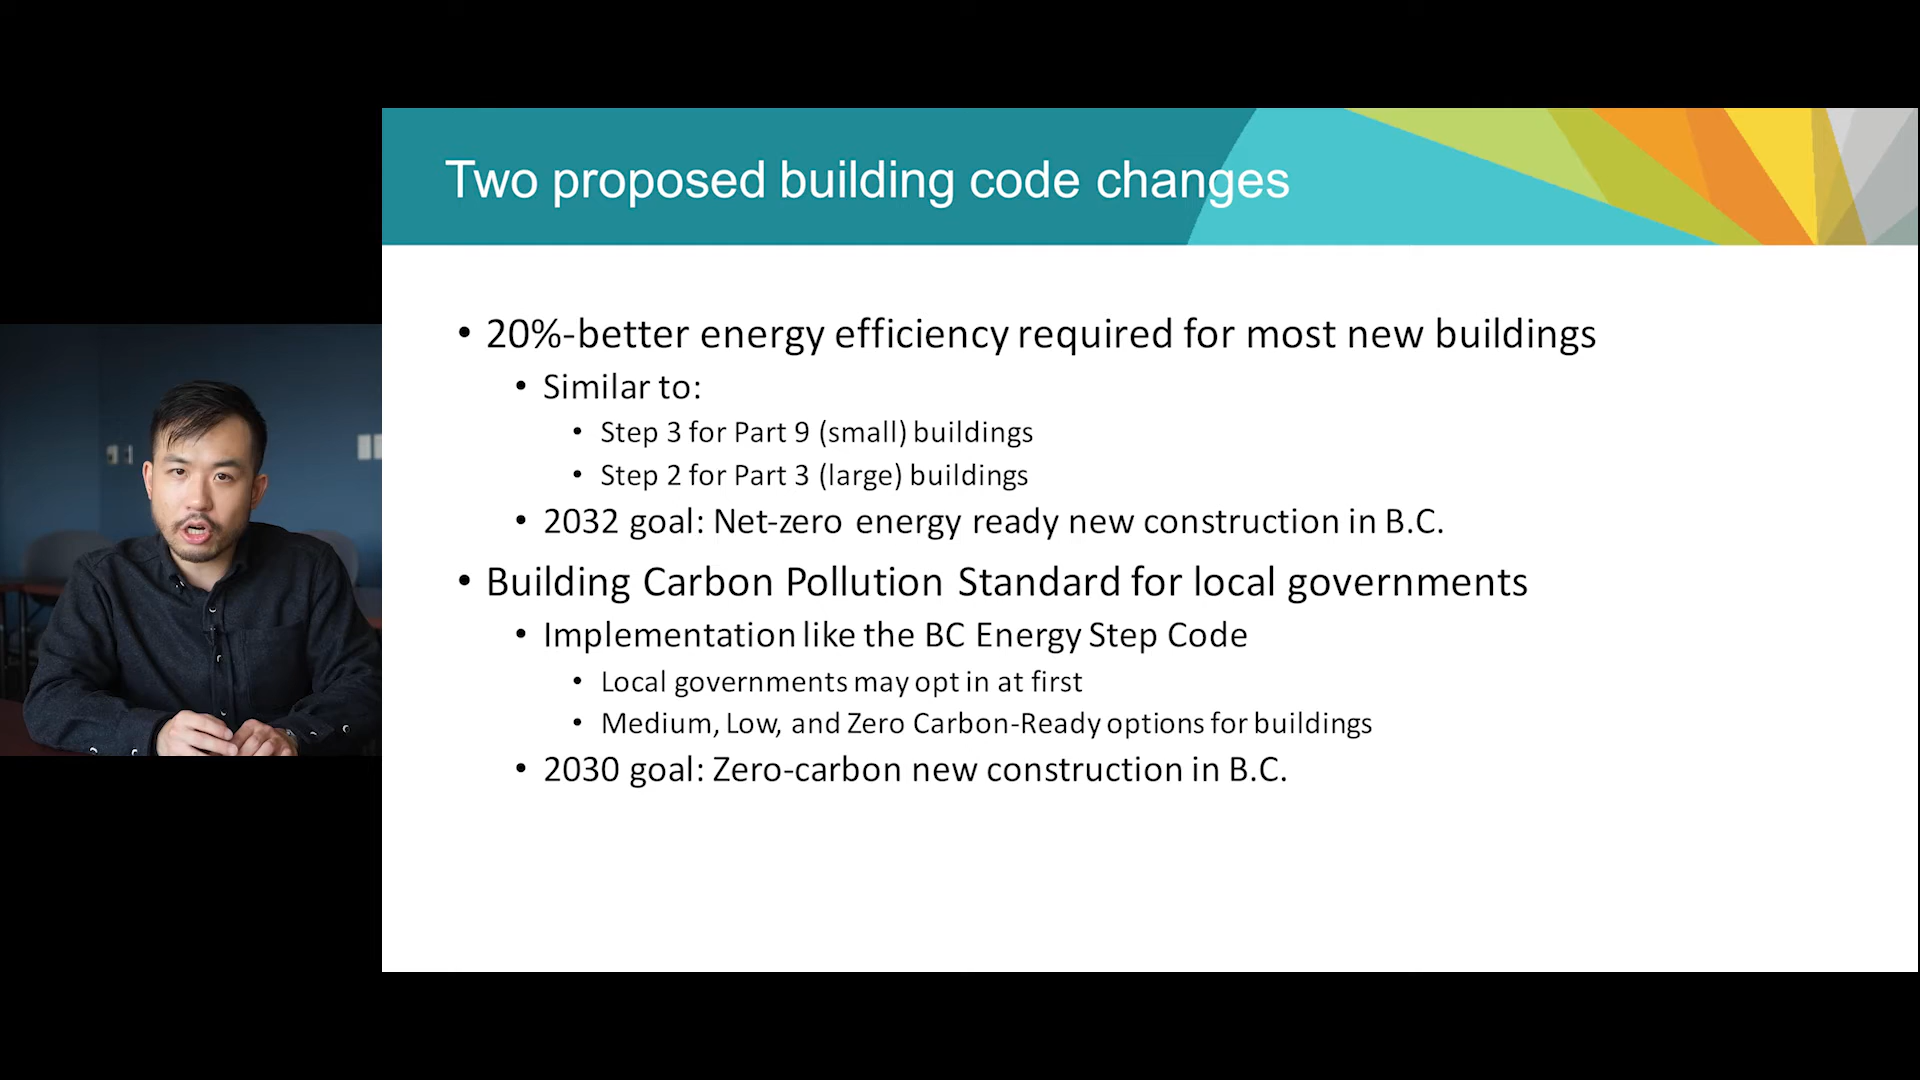 Two proposed building code changes
• 20%-better energy efficiency required for most new buildings
• Similar to:
• Step 3 for Part 9 (small) buildings
• Step 2 for Part 3 (large) buildings
• 2032 goal: Net-zero energy ready new construction in B.C.
• Building Carbon Pollution Standard for local governments
• Implementation like the BC Energy Step Code
• Local governments may opt in at first
• Medium, Low, and Zero Carbon-Ready options for buildings
• 2030 goal: Zero-carbon new construction in B.C.